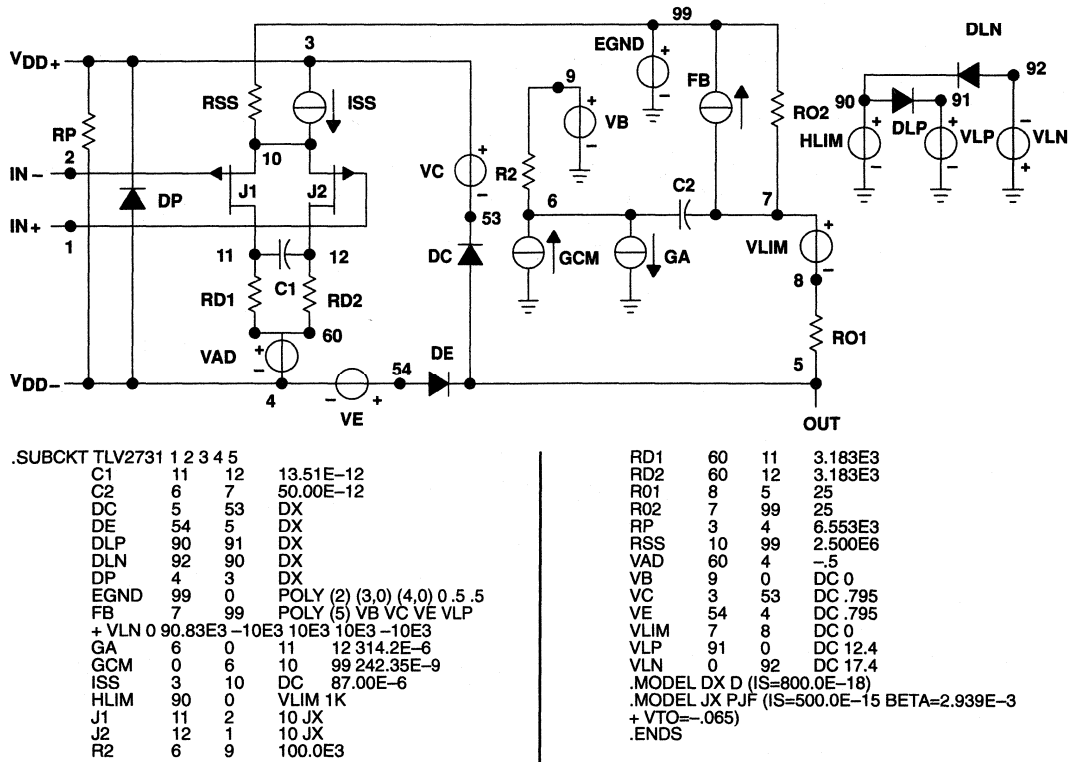 99
DLN
3
EGND
92
VDD+
9
FB
90
91
RSS
ISS
RO2
RP
VB
HLIM
DLP
VLP
VLN
2
10
VC
R2
IN –
J1
J2
C2
DP
6
7
IN+
53
1
VLIM
11
12
DC
GCM
GA
8
C1
RD1
RD2
RO1
60
DE
VAD
54
5
VDD–
4
VE
OUT
.SUBCKT TLV2731 1 2 3 4 5
C1 11 12 13.51E–12
C2 6 7 50.00E–12
DC 5 53 DX
DE 54 5 DX
DLP 90 91 DX
DLN 92 90 DX
DP 4 3 DX
EGND 99 0 POLY (2) (3,0) (4,0) 0 .5 .5
FB 7 99 POLY (5) VB VC VE VLP
+ VLN 0 90.83E3 –10E3 10E3 10E3 –10E3
GA 6 0 11 12 314.2E–6
GCM 0 6 10 99 242.35E–9
ISS 3 10 DC 87.00E–6
HLIM 90 0 VLIM 1K
J1 11 2 10 JX
J2 12 1 10 JX
R2 6 9 100.0E3
RD1 60 11 3.183E3
RD2 60 12 3.183E3
R01 8 5 25
R02 7 99 25
RP 3 4 6.553E3
RSS 10 99 2.500E6
VAD 60 4 –.5
VB 9 0 DC 0
VC 3 53 DC .795
VE 54 4 DC .795
VLIM 7 8 DC 0
VLP 91 0 DC 12.4
VLN 0 92 DC 17.4
.MODEL DX D (IS=800.0E–18)
.MODEL JX PJF (IS=500.0E–15 BETA=2.939E–3
+ VTO=–.065)
.ENDS